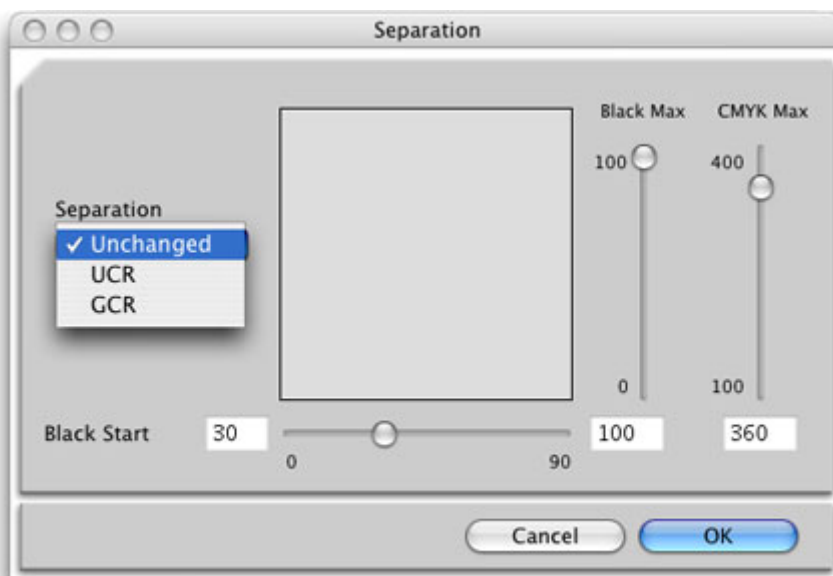 Separation
Black Max
CMYK Max
100
400
Separation
✓ Unchanged
UCR
GCR
0
100
Black Start
30
100
360
0
90
Cancel
OK